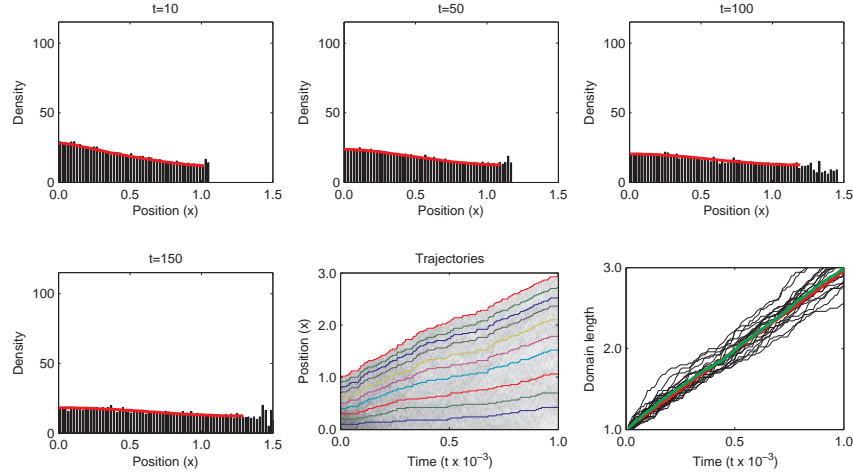 t=10
t=50
t=100
100
50
0
Density
0.0
0.5
1.0
1.5
Position (x)
100
50
0
Density
0.0
0.5
1.0
1.5
Position (x)
100
50
0
Density
0.0
0.5
1.0
1.5
Position (x)
t=150
Trajectories
100
50
0
Density
0.0
0.5
1.0
1.5
Position (x)
3.0
2.0
1.0
0.0
Position (x)
0.0
0.5
1.0
Time (t x 10⁻³)
3.0
2.0
1.0
Domain length
0.0
0.5
1.0
Time (t x 10⁻³)